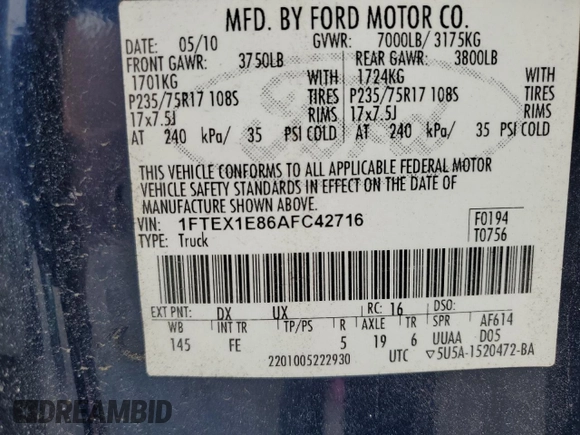 MFD. BY FORD MOTOR CO.
DATE: 05/10 GVWR: 7000LB/ 3175KG
FRONT GAWR: 3750LB REAR GAWR: 3800LB
1701KG WITH 1724KG WITH
P235/75R17 108S TIRES P235/75R17 108S TIRES
17x7.5J RIMS 17x7.5J RIMS
AT 240 kPa/ 35 PSI COLD AT 240 kPa/ 35 PSI COLD
THIS VEHICLE CONFORMS TO ALL APPLICABLE FEDERAL MOTOR
VEHICLE SAFETY STANDARDS IN EFFECT ON THE DATE OF
MANUFACTURE SHOWN ABOVE.
VIN: 1FTEX1E86AFC42716 F0194
TYPE: Truck T0756
EXT PNT: DX UX RC: 16 DSO:
WB INT TR TP/PS R AXLE TR SPR AF614
145 FE 5 19 6 UUAA D05
2201005222930 UTC ▽5U5A-1520472-BA
DREAMBID